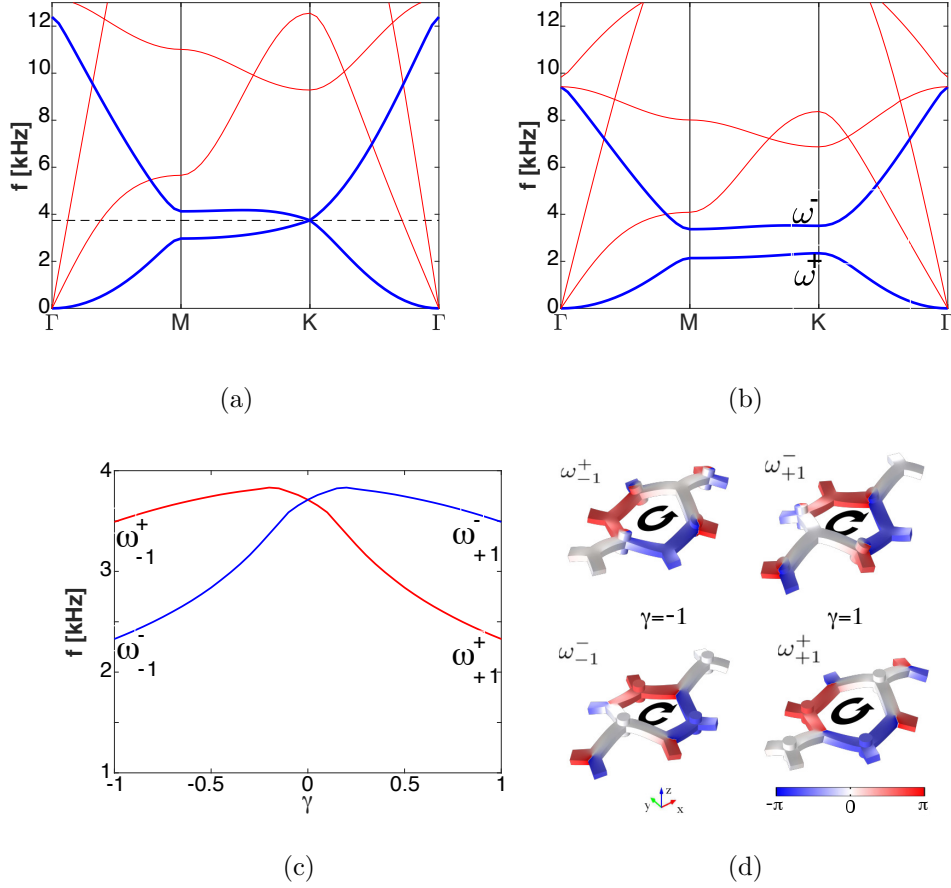 12
10
8
6
4
2
0
f [kHz]
Γ
M
K
Γ
(a)
12
10
8
6
4
2
0
f [kHz]
ω-
ω+
Γ
M
K
Γ
(b)
4
3
2
1
f [kHz]
ω+-1
ω--1
ω-+1
ω++1
-1
-0.5
0
0.5
1
γ
(c)
ω+−1
ω−+1
γ=-1
γ=1
ω−−1
ω++1
z
y
x
-π
0
π
(d)